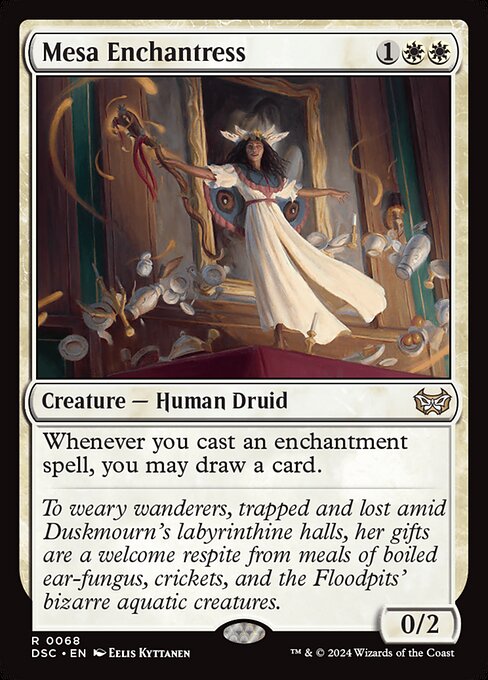 Mesa Enchantress 1
Creature — Human Druid
Whenever you cast an enchantment
spell, you may draw a card.
To weary wanderers, trapped and lost amid
Duskmourn's labyrinthine halls, her gifts
are a welcome respite from meals of boiled
ear-fungus, crickets, and the Floodpits'
bizarre aquatic creatures.
0/2
R 0068
DSC • EN Eelis Kyttanen
™ & © 2024 Wizards of the Coast